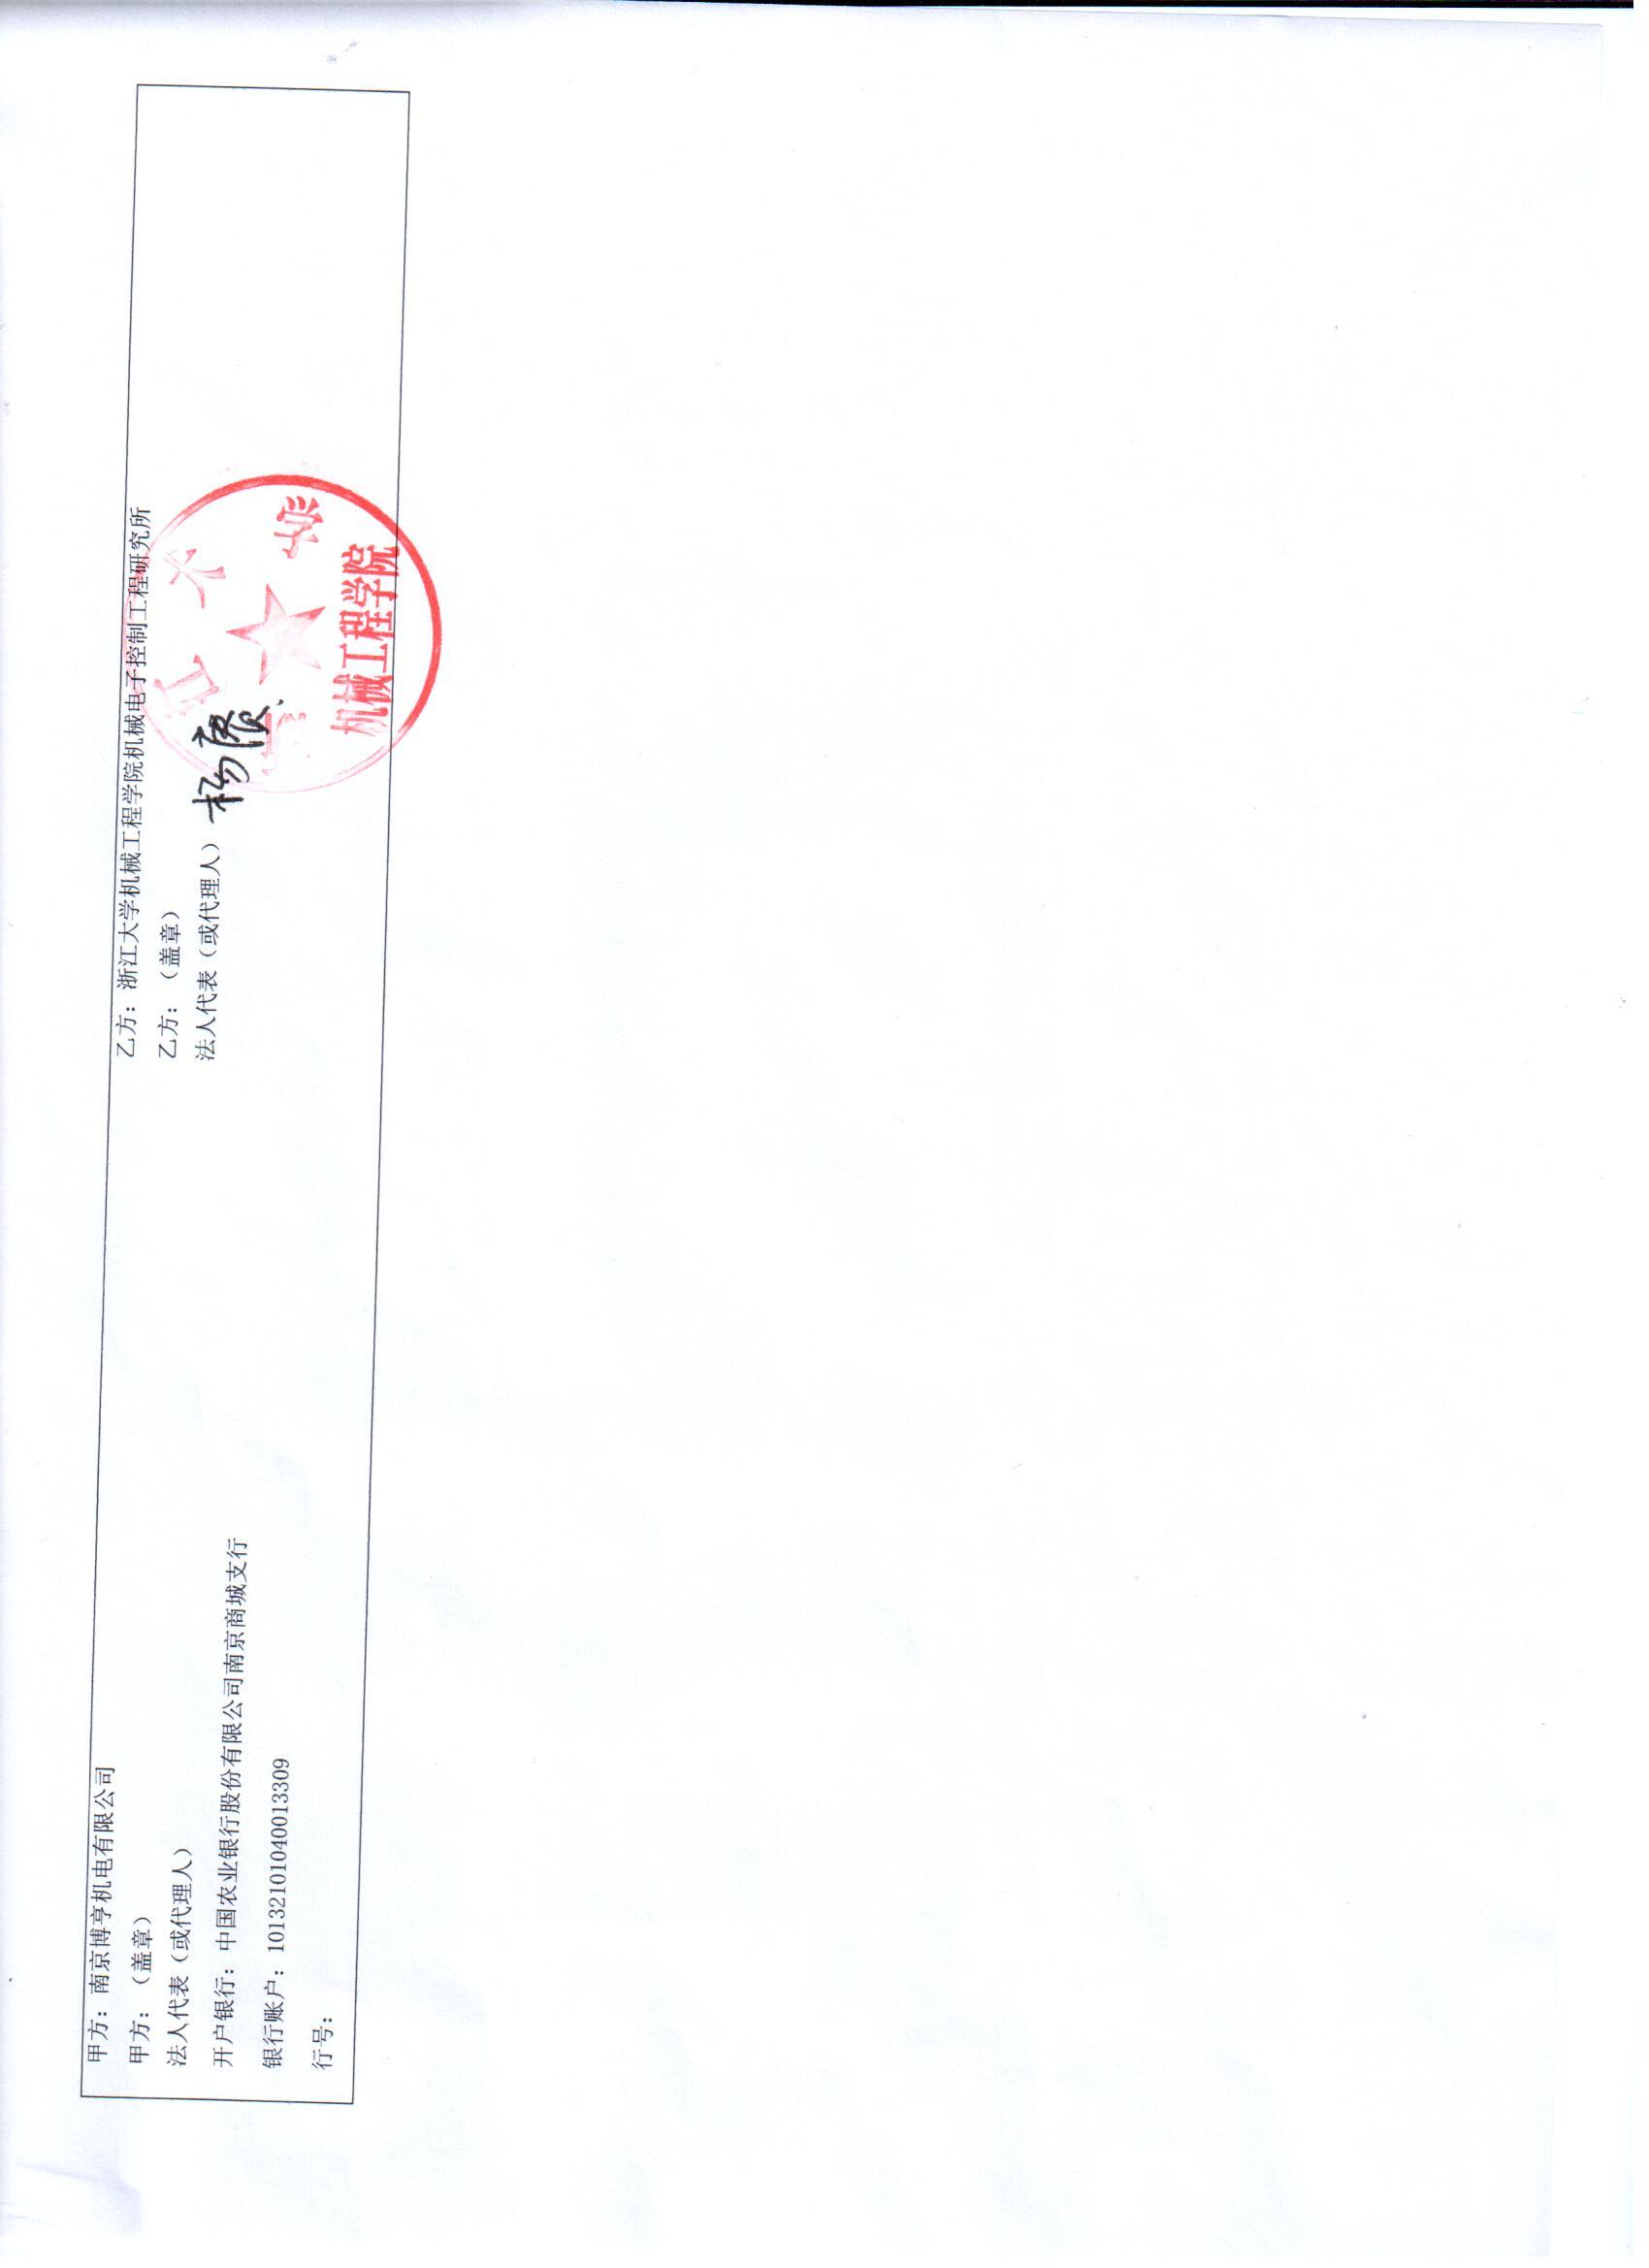 甲方：南京博亨机电有限公司
甲方：（盖章）
法人代表（或代理人）
开户银行：中国农业银行股份有限公司南京商城支行
银行账户：10132101040013309
行号：
乙方：浙江大学机械工程学院机械电子控制工程研究所
乙方：（盖章）
法人代表（或代理人）杨
浙江大学
机械工程学院